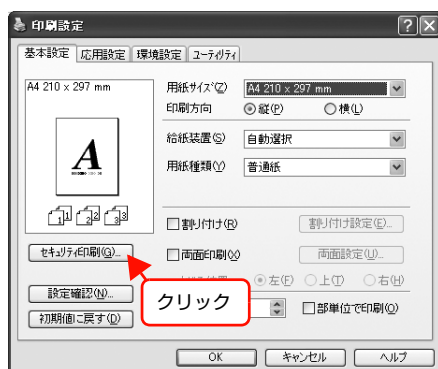 印刷設定
基本設定 応用設定 環境設定 ユーティリティ
A4 210 x 297 mm
用紙サイズ(Z) A4 210 x 297 mm
印刷方向 縦(P) 横(L)
給紙装置(S) 自動選択
A
用紙種類(Y) 普通紙
1 1 2 2 3 3
割り付け(R) 割り付け設定(E)...
セキュリティ印刷(G)... 両面印刷(X) 両面設定(U)...
左(F) 上(T) 右(H)
設定確認(N)...
クリック
部単位で印刷(O)
初期値に戻す(D)
OK キャンセル ヘルプ